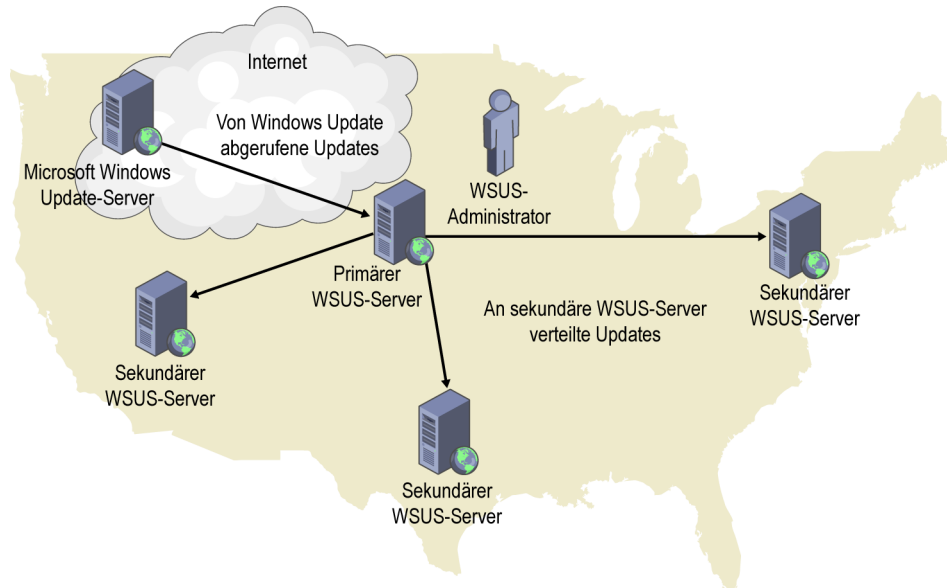 Internet
Von Windows Update
abgerufene Updates
Microsoft Windows
Update-Server
WSUS-
Administrator
Primärer
WSUS-Server
Sekundärer
WSUS-Server
An sekundäre WSUS-Server
verteilte Updates
Sekundärer
WSUS-Server
Sekundärer
WSUS-Server